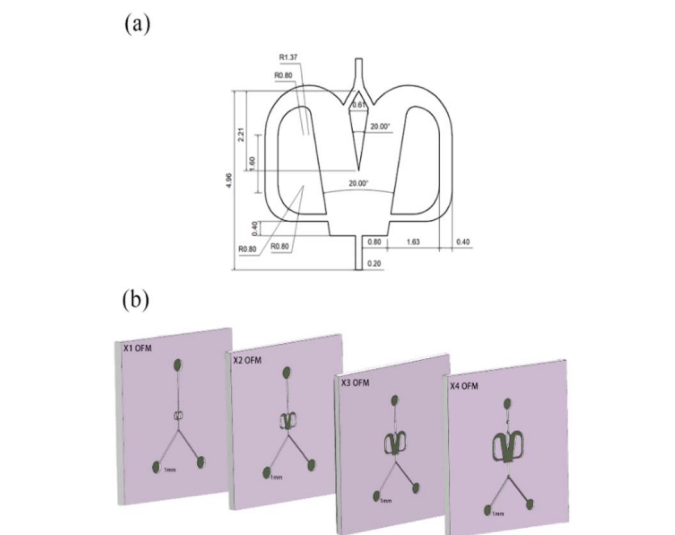 (a)
R1.37
R0.80
0.61
20.00°
2.21
1.60
4.96
20.00°
0.40
R0.80
R0.80
0.80
1.63
0.40
0.20
(b)
X1 OFM
X2 OFM
X3 OFM
X4 OFM
1mm
1mm
1mm
1mm